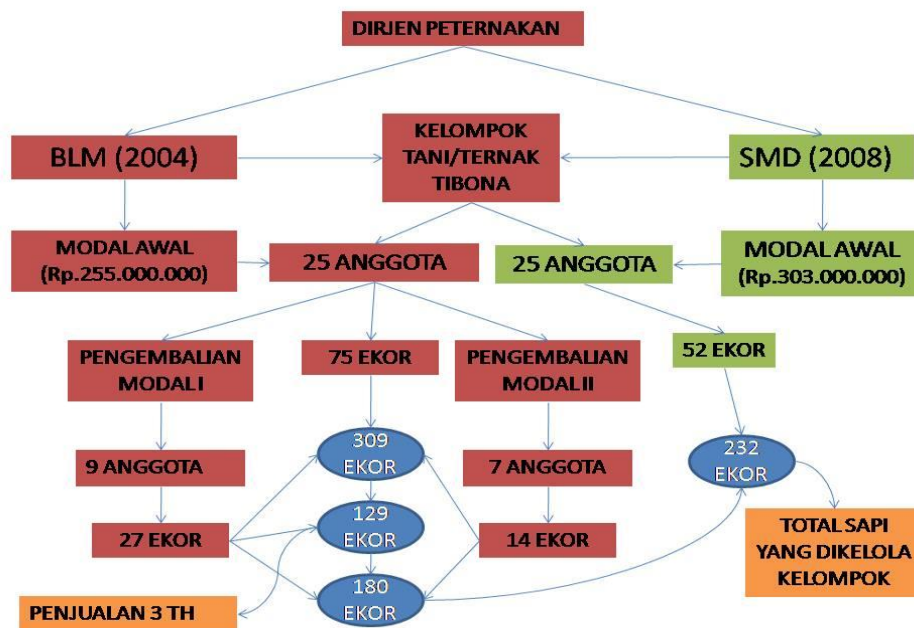 DIRJEN PETERNAKAN
BLM (2004)
KELOMPOK
TANI/TERNAK
TIBONA
SMD (2008)
MODAL AWAL
(Rp.255.000.000)
25 ANGGOTA
25 ANGGOTA
MODAL AWAL
(Rp.303.000.000)
PENGEMBALIAN
MODAL I
75 EKOR
PENGEMBALIAN
MODAL II
52 EKOR
309
EKOR
232
EKOR
9 ANGGOTA
7 ANGGOTA
129
EKOR
27 EKOR
14 EKOR
TOTAL SAPI
YANG DIKELOLA
KELOMPOK
180
EKOR
PENJUALAN 3 TH